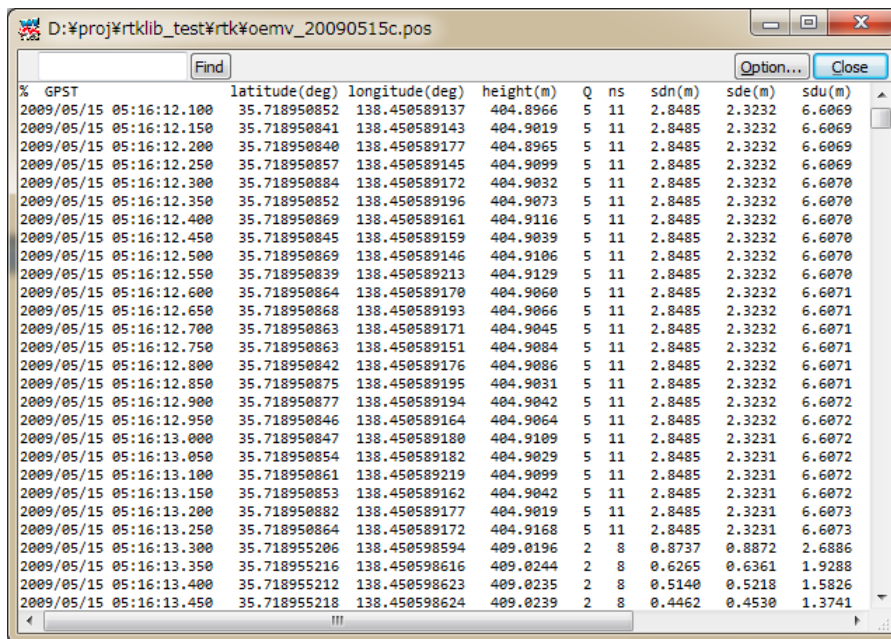 D:¥proj¥rtklib_test¥rtk¥oemv_20090515c.pos
Find Option... Close
% GPST latitude(deg) longitude(deg) height(m) Q ns sdn(m) sde(m) sdu(m)
2009/05/15 05:16:12.100 35.718950852 138.450589137 404.8966 5 11 2.8485 2.3232 6.6069
2009/05/15 05:16:12.150 35.718950841 138.450589143 404.9019 5 11 2.8485 2.3232 6.6069
2009/05/15 05:16:12.200 35.718950840 138.450589177 404.8965 5 11 2.8485 2.3232 6.6069
2009/05/15 05:16:12.250 35.718950857 138.450589145 404.9099 5 11 2.8485 2.3232 6.6069
2009/05/15 05:16:12.300 35.718950884 138.450589172 404.9032 5 11 2.8485 2.3232 6.6070
2009/05/15 05:16:12.350 35.718950852 138.450589196 404.9073 5 11 2.8485 2.3232 6.6070
2009/05/15 05:16:12.400 35.718950869 138.450589161 404.9116 5 11 2.8485 2.3232 6.6070
2009/05/15 05:16:12.450 35.718950845 138.450589159 404.9039 5 11 2.8485 2.3232 6.6070
2009/05/15 05:16:12.500 35.718950869 138.450589146 404.9106 5 11 2.8485 2.3232 6.6070
2009/05/15 05:16:12.550 35.718950839 138.450589213 404.9129 5 11 2.8485 2.3232 6.6070
2009/05/15 05:16:12.600 35.718950864 138.450589170 404.9060 5 11 2.8485 2.3232 6.6071
2009/05/15 05:16:12.650 35.718950868 138.450589193 404.9066 5 11 2.8485 2.3232 6.6071
2009/05/15 05:16:12.700 35.718950863 138.450589171 404.9045 5 11 2.8485 2.3232 6.6071
2009/05/15 05:16:12.750 35.718950863 138.450589151 404.9084 5 11 2.8485 2.3232 6.6071
2009/05/15 05:16:12.800 35.718950842 138.450589176 404.9086 5 11 2.8485 2.3232 6.6071
2009/05/15 05:16:12.850 35.718950875 138.450589195 404.9031 5 11 2.8485 2.3232 6.6071
2009/05/15 05:16:12.900 35.718950877 138.450589194 404.9042 5 11 2.8485 2.3232 6.6072
2009/05/15 05:16:12.950 35.718950846 138.450589164 404.9064 5 11 2.8485 2.3232 6.6072
2009/05/15 05:16:13.000 35.718950847 138.450589180 404.9109 5 11 2.8485 2.3231 6.6072
2009/05/15 05:16:13.050 35.718950854 138.450589182 404.9029 5 11 2.8485 2.3231 6.6072
2009/05/15 05:16:13.100 35.718950861 138.450589219 404.9099 5 11 2.8485 2.3231 6.6072
2009/05/15 05:16:13.150 35.718950853 138.450589162 404.9042 5 11 2.8485 2.3231 6.6072
2009/05/15 05:16:13.200 35.718950882 138.450589177 404.9019 5 11 2.8485 2.3231 6.6073
2009/05/15 05:16:13.250 35.718950864 138.450589172 404.9168 5 11 2.8485 2.3231 6.6073
2009/05/15 05:16:13.300 35.718955206 138.450598594 409.0196 2 8 0.8737 0.8872 2.6886
2009/05/15 05:16:13.350 35.718955216 138.450598616 409.0244 2 8 0.6265 0.6361 1.9288
2009/05/15 05:16:13.400 35.718955212 138.450598623 409.0235 2 8 0.5140 0.5218 1.5826
2009/05/15 05:16:13.450 35.718955218 138.450598624 409.0239 2 8 0.4462 0.4530 1.3741